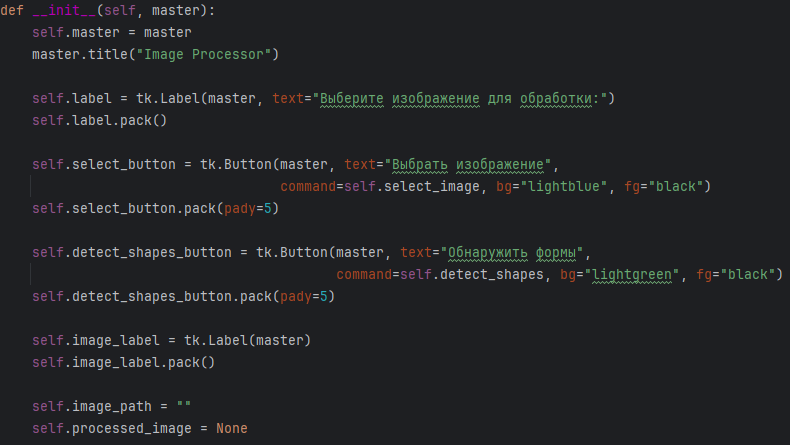 def __init__(self, master):
    self.master = master
    master.title("Image Processor")

    self.label = tk.Label(master, text="Выберите изображение для обработки:")
    self.label.pack()

    self.select_button = tk.Button(master, text="Выбрать изображение",
                                   command=self.select_image, bg="lightblue", fg="black")
    self.select_button.pack(pady=5)

    self.detect_shapes_button = tk.Button(master, text="Обнаружить формы",
                                          command=self.detect_shapes, bg="lightgreen", fg="black")
    self.detect_shapes_button.pack(pady=5)

    self.image_label = tk.Label(master)
    self.image_label.pack()

    self.image_path = ""
    self.processed_image = None